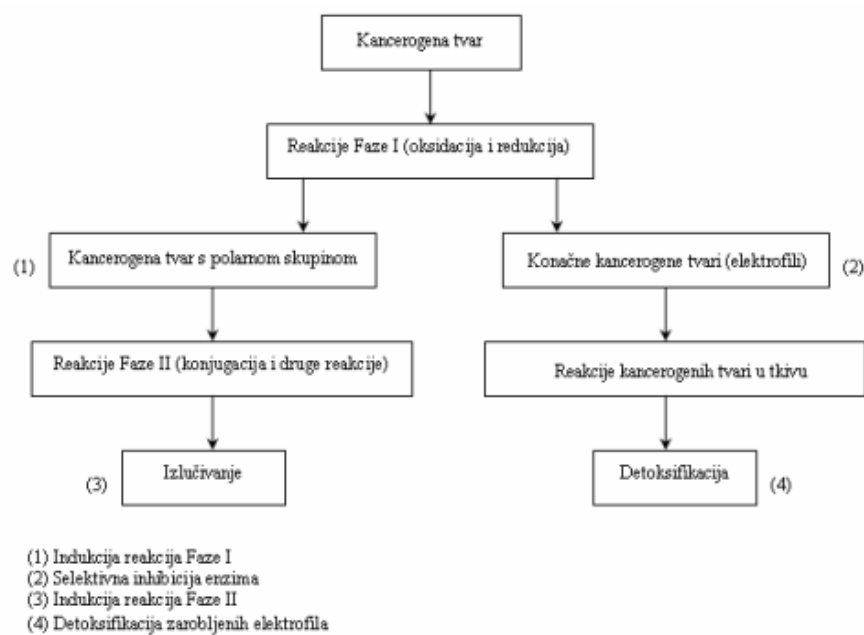 Kancerogena tvar
Reakcije Faze I (oksidacija i redukcija)
(1) Kancerogena tvar s polarnom skupinom
Konačne kancerogene tvari (elektrofili) (2)
Reakcije Faze II (konjugacija i druge reakcije)
Reakcije kancerogenih tvari u tkivu
(3) Izlučivanje
Detoksifikacija (4)
(1) Indukcija reakcija Faze I
(2) Selektivna inhibicija enzima
(3) Indukcija reakcija Faze II
(4) Detoksifikacija zarobljenih elektrofila